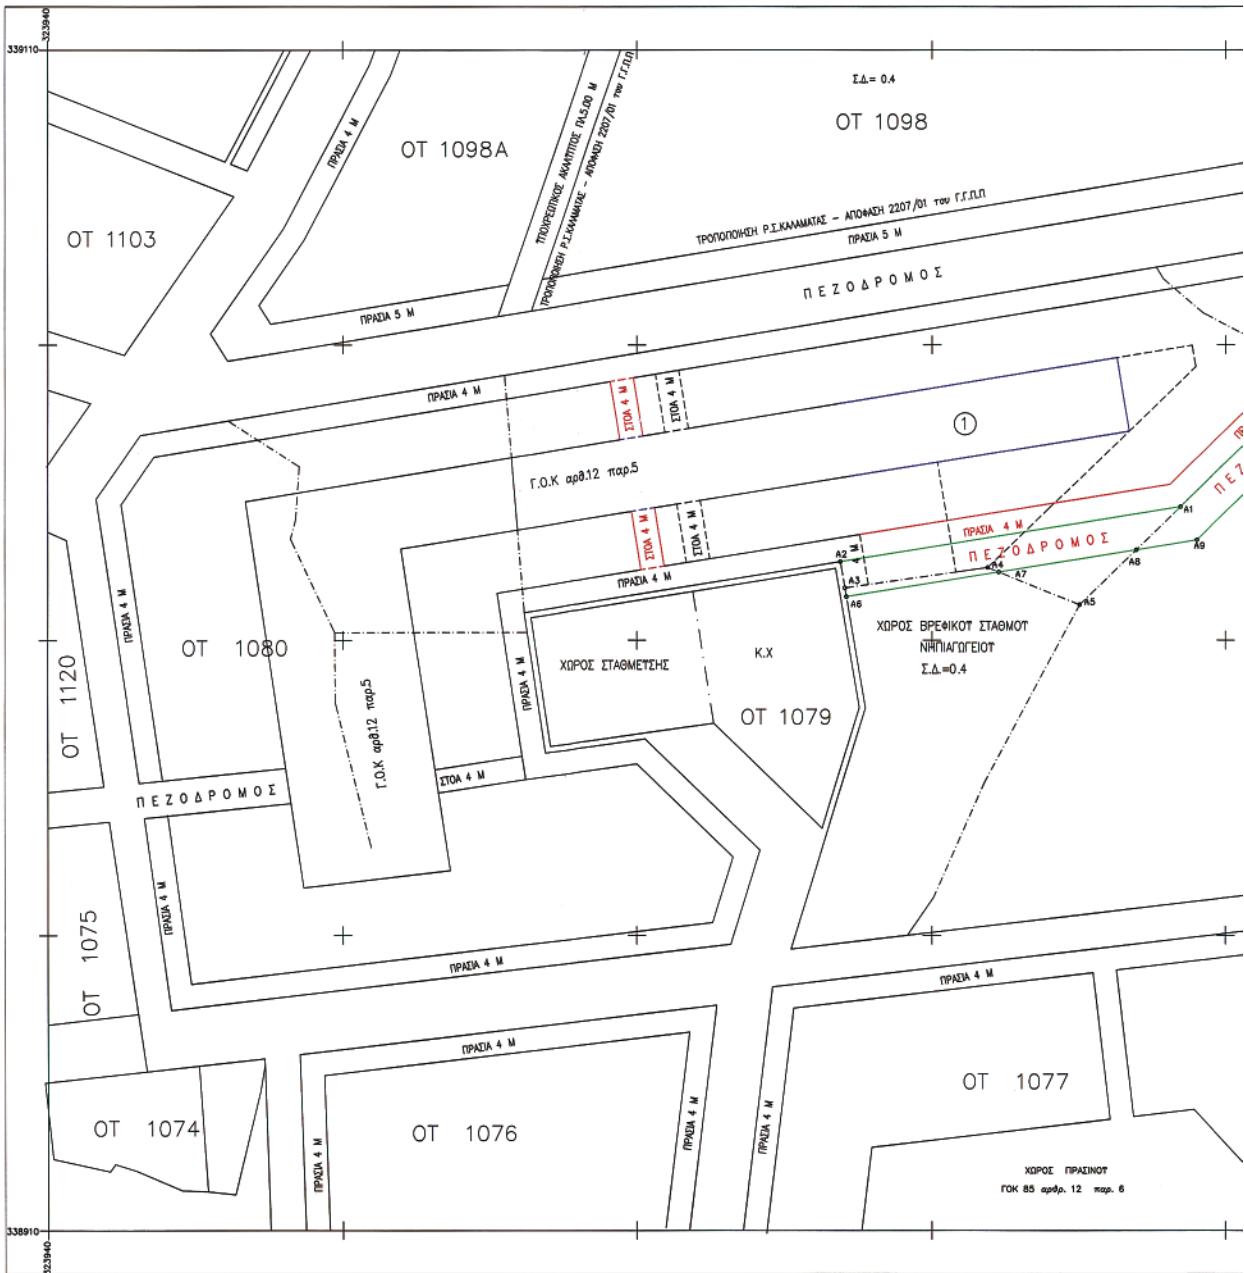 323940
339110
Σ.Δ.= 0.4
ΟΤ 1098
ΟΤ 1098Α
ΠΡΑΣΙΑ 4 Μ
ΥΠΟΧΡΕΩΤΙΚΟΣ ΑΚΑΛΥΠΤΟΣ ΠΛ.5.00 Μ
ΤΡΟΠΟΠΟΙΗΣΗ Ρ.Σ.ΚΑΛΑΜΑΤΑΣ - ΑΠΟΦΑΣΗ 2207/01 του Γ.Γ.Π.Π
ΟΤ 1103
ΤΡΟΠΟΠΟΙΗΣΗ Ρ.Σ.ΚΑΛΑΜΑΤΑΣ - ΑΠΟΦΑΣΗ 2207/01 του Γ.Γ.Π.Π
ΠΡΑΣΙΑ 5 Μ
ΠΕΖΟΔΡΟΜΟΣ
ΠΡΑΣΙΑ 5 Μ
ΠΡΑΣΙΑ 4 Μ
ΣΤΟΑ 4 Μ
ΣΤΟΑ 4 Μ
1
Γ.Ο.Κ αρθ.12 παρ.5
ΣΤΟΑ 4 Μ
ΣΤΟΑ 4 Μ
ΠΡΑΣΙΑ 4 Μ
ΠΕΖΟΔΡΟΜΟΣ
ΠΡ
ΠΕΖ
Α1
Α2
4 Μ
Α3
Α4
Α5
Α6
Α7
Α8
Α9
ΠΡΑΣΙΑ 4 Μ
ΧΩΡΟΣ ΒΡΕΦΙΚΟΥ ΣΤΑΘΜΟΥ
ΝΗΠΙΑΓΩΓΕΙΟΥ
Σ.Δ.=0.4
ΠΡΑΣΙΑ 4 Μ
ΟΤ 1080
ΧΩΡΟΣ ΣΤΑΘΜΕΥΣΗΣ
Κ.Χ
ΠΡΑΣΙΑ 4 Μ
ΟΤ 1079
ΟΤ 1120
Γ.Ο.Κ αρθ.12 παρ.5
ΣΤΟΑ 4 Μ
ΠΕΖΟΔΡΟΜΟΣ
ΠΡΑΣΙΑ 4 Μ
ΟΤ 1075
ΠΡΑΣΙΑ 4 Μ
ΠΡΑΣΙΑ 4 Μ
ΠΡΑΣΙΑ 4 Μ
ΟΤ 1077
ΟΤ 1074
ΟΤ 1076
ΠΡΑΣΙΑ 4 Μ
ΠΡΑΣΙΑ 4 Μ
ΠΡΑΣΙΑ 4 Μ
ΧΩΡΟΣ ΠΡΑΣΙΝΟΥ
ΓΟΚ 85 αρθρ. 12 παρ. 6
338910
323940